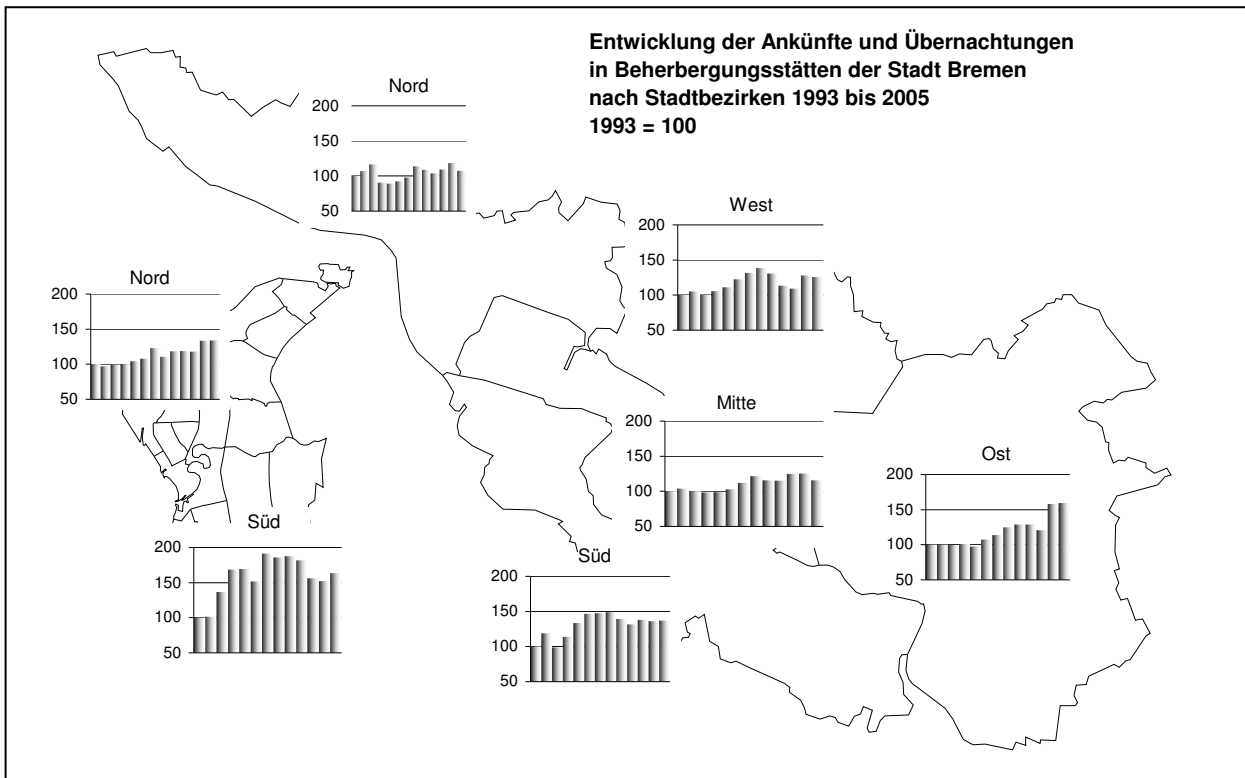 Entwicklung der Ankünfte und Übernachtungen
in Beherbergungsstätten der Stadt Bremen
nach Stadtbezirken 1993 bis 2005
1993 = 100
Nord
200
150
100
50
West
200
150
100
50
Nord
200
150
100
50
Mitte
200
150
100
50
Ost
200
150
100
50
Süd
200
150
100
50
Süd
200
150
100
50